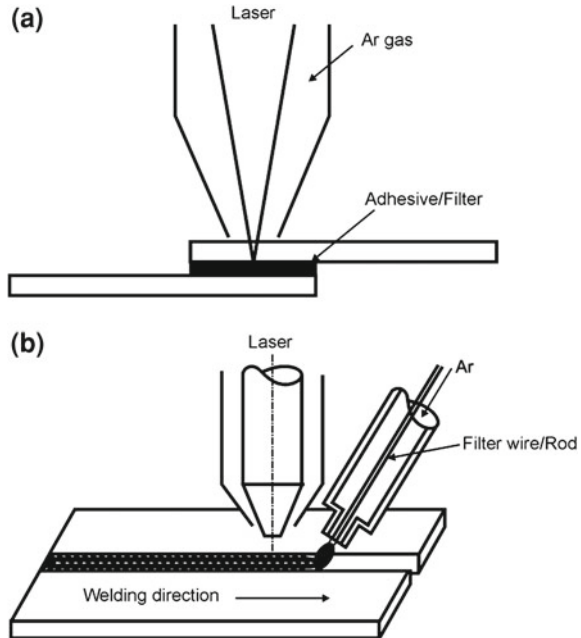 (a)
Laser
Ar gas
Adhesive/Filter
(b)
Laser
Ar
Filter wire/Rod
Welding direction